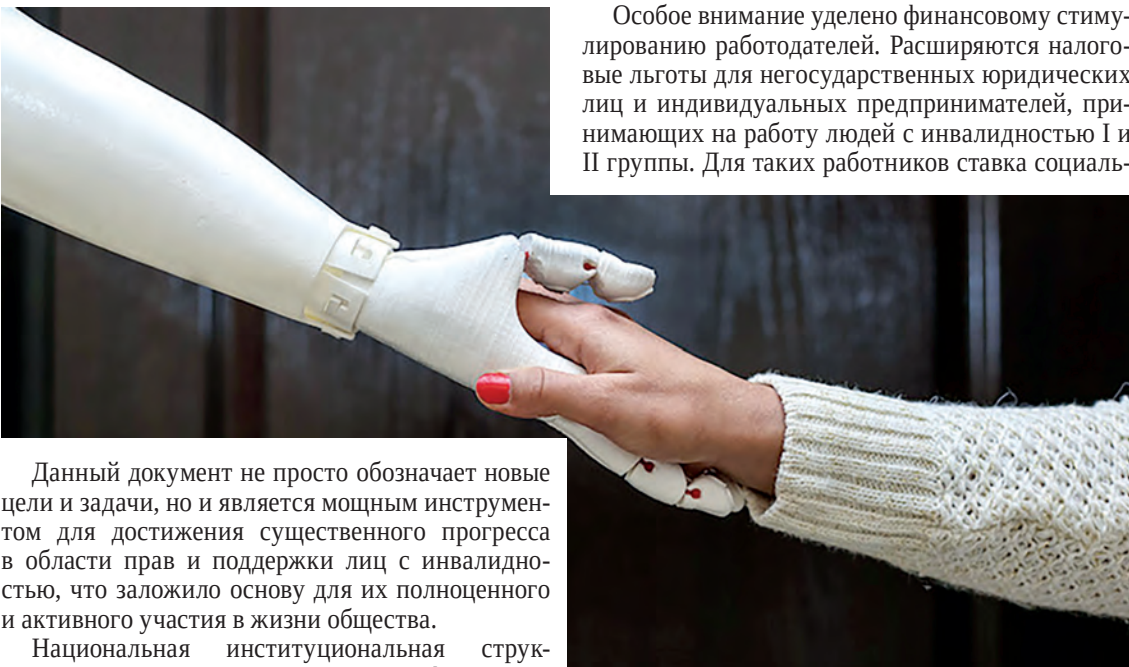 Данный документ не просто обозначает новые
цели и задачи, но и является мощным инструмен-
том для достижения существенного прогресса
в области прав и поддержки лиц с инвалидно-
стью, что заложило основу для их полноценного
и активного участия в жизни общества.
Национальная институциональная струк-
Особое внимание уделено финансовому стиму-
лированию работодателей. Расширяются налого-
вые льготы для негосударственных юридических
лиц и индивидуальных предпринимателей, при-
нимающих на работу людей с инвалидностью I и
II группы. Для таких работников ставка социаль-